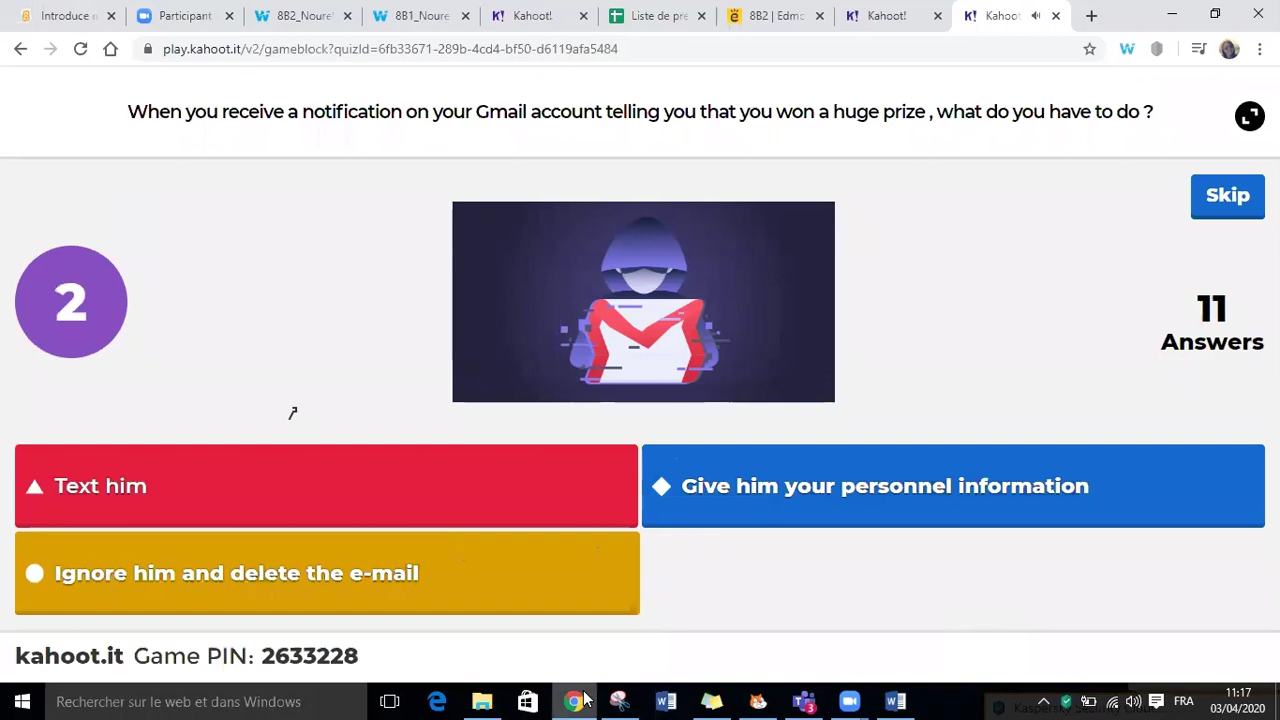 Introduce
Participant
8B2_Noure
8B1_Noure
Kahoot!
Liste de pré
8B2 | Edmo
Kahoot!
Kahoot
play.kahoot.it/v2/gameblock?quizId=6fb33671-289b-4cd4-bf50-d6119afa5484
When you receive a notification on your Gmail account telling you that you won a huge prize , what do you have to do ?
Skip
2
11
Answers
Text him
Give him your personnel information
Ignore him and delete the e-mail
kahoot.it Game PIN: 2633228
Rechercher sur le web et dans Windows
FRA
11:17
03/04/2020